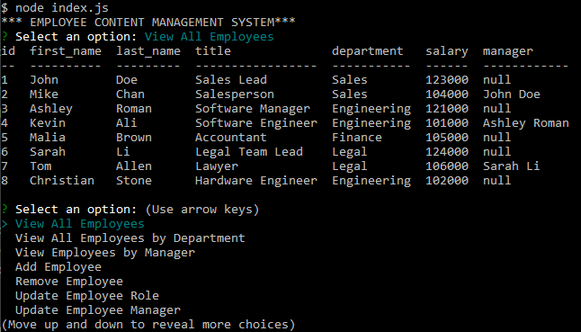 $ node index.js
*** EMPLOYEE CONTENT MANAGEMENT SYSTEM***
? Select an option: View All Employees
id  first_name  last_name  title              department   salary  manager
--  ----------  ---------  -----------------  -----------  ------  ------------
1   John        Doe        Sales Lead         Sales        123000  null
2   Mike        Chan       Salesperson        Sales        104000  John Doe
3   Ashley      Roman      Software Manager   Engineering  121000  null
4   Kevin       Ali        Software Engineer  Engineering  101000  Ashley Roman
5   Malia       Brown      Accountant         Finance      105000  null
6   Sarah       Li         Legal Team Lead    Legal        124000  null
7   Tom         Allen      Lawyer             Legal        106000  Sarah Li
8   Christian   Stone      Hardware Engineer  Engineering  102000  null
? Select an option: (Use arrow keys)
> View All Employees
  View All Employees by Department
  View Employees by Manager
  Add Employee
  Remove Employee
  Update Employee Role
  Update Employee Manager
(Move up and down to reveal more choices)